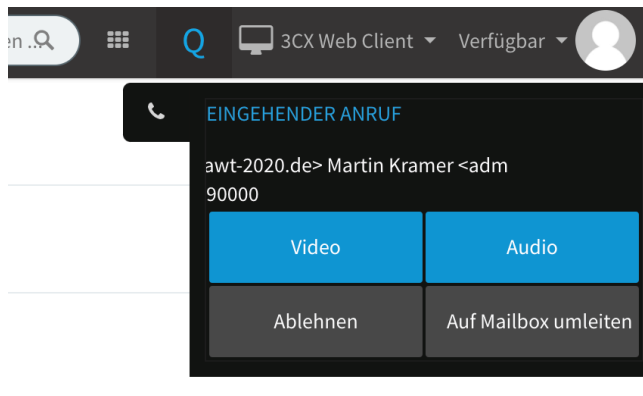 en ..
Q
3CX Web Client
Verfügbar
EINGEHENDER ANRUF
awt-2020.de> Martin Kramer <adm
90000
Video
Audio
Ablehnen
Auf Mailbox umleiten